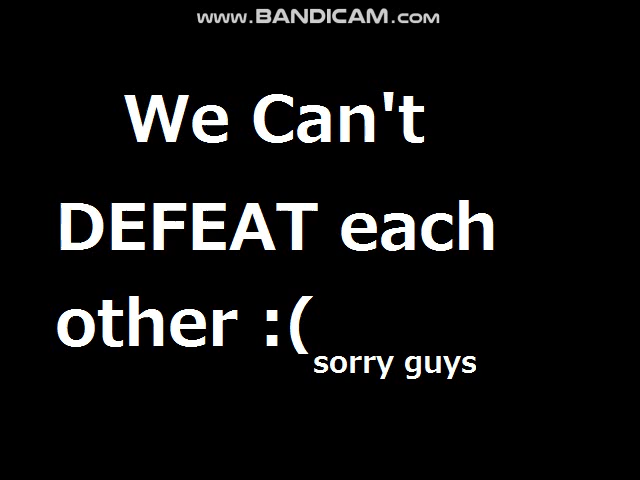 www.BANDICAM.com
We Can't
DEFEAT each
other :(
sorry guys